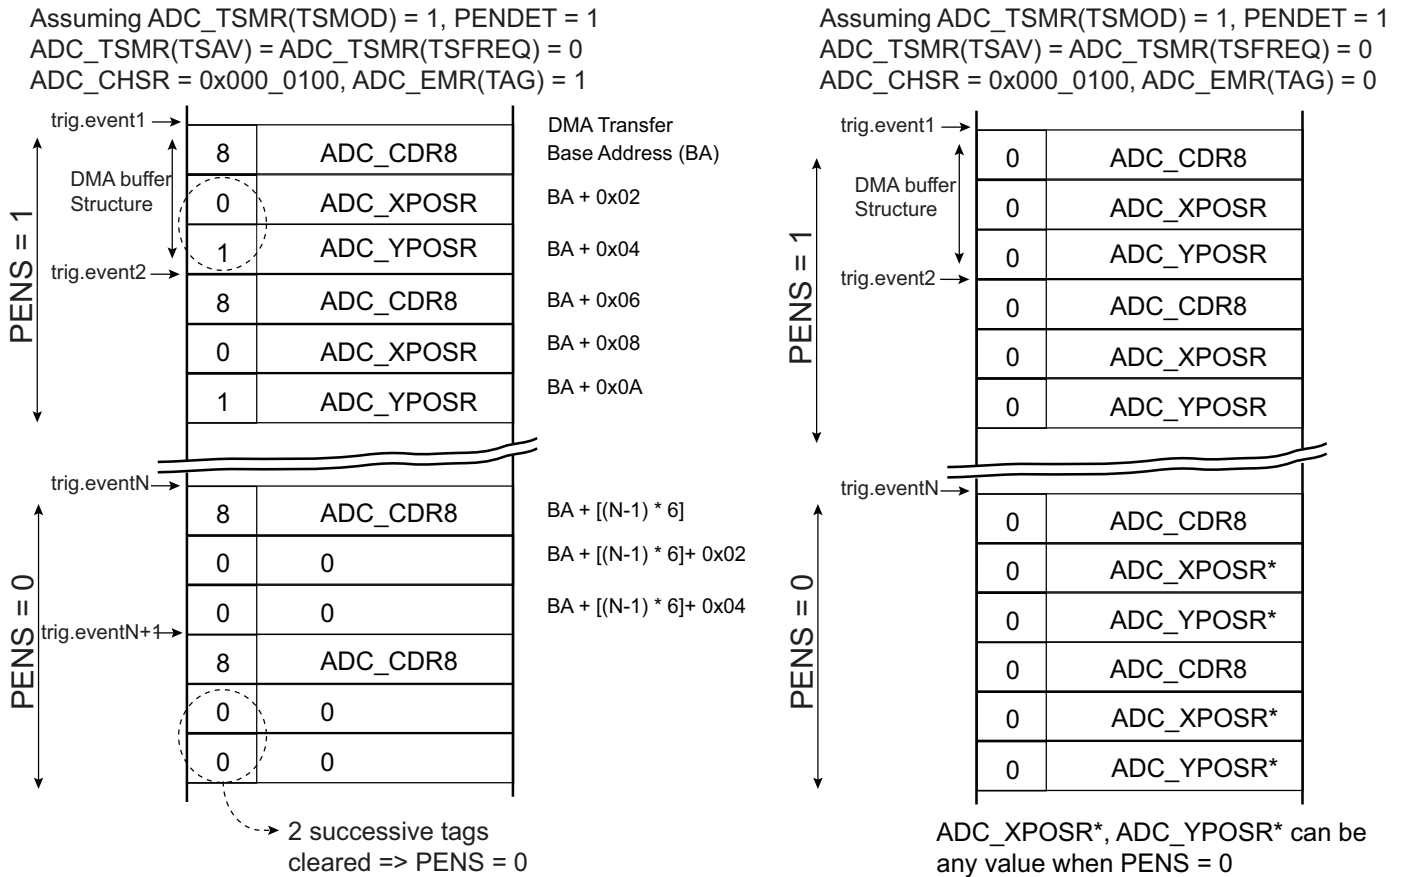 Assuming ADC_TSMR(TSMOD) = 1, PENDET = 1
ADC_TSMR(TSAV) = ADC_TSMR(TSFREQ) = 0
ADC_CHSR = 0x000_0100, ADC_EMR(TAG) = 1
trig.event1
DMA Transfer
8 ADC_CDR8 Base Address (BA)
DMA buffer
Structure
0 ADC_XPOSR BA + 0x02
1 ADC_YPOSR BA + 0x04
PENS = 1
trig.event2
8 ADC_CDR8 BA + 0x06
0 ADC_XPOSR BA + 0x08
1 ADC_YPOSR BA + 0x0A
trig.eventN
8 ADC_CDR8 BA + [(N-1) * 6]
0 0 BA + [(N-1) * 6]+ 0x02
0 0 BA + [(N-1) * 6]+ 0x04
PENS = 0
trig.eventN+1
8 ADC_CDR8
0 0
0 0
2 successive tags
cleared => PENS = 0
Assuming ADC_TSMR(TSMOD) = 1, PENDET = 1
ADC_TSMR(TSAV) = ADC_TSMR(TSFREQ) = 0
ADC_CHSR = 0x000_0100, ADC_EMR(TAG) = 0
trig.event1
0 ADC_CDR8
DMA buffer
Structure
0 ADC_XPOSR
0 ADC_YPOSR
PENS = 1
trig.event2
0 ADC_CDR8
0 ADC_XPOSR
0 ADC_YPOSR
trig.eventN
0 ADC_CDR8
0 ADC_XPOSR*
0 ADC_YPOSR*
PENS = 0
0 ADC_CDR8
0 ADC_XPOSR*
0 ADC_YPOSR*
ADC_XPOSR*, ADC_YPOSR* can be
any value when PENS = 0